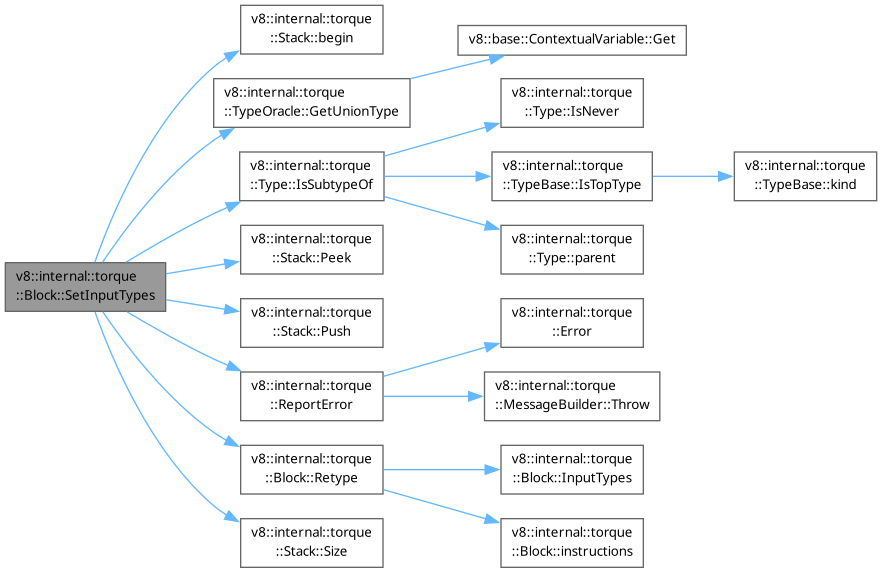 v8::internal::torque
::Block::SetInputTypes
v8::internal::torque
::Stack::begin
v8::internal::torque
::TypeOracle::GetUnionType
v8::base::ContextualVariable::Get
v8::internal::torque
::Type::IsSubtypeOf
v8::internal::torque
::Type::IsNever
v8::internal::torque
::TypeBase::IsTopType
v8::internal::torque
::TypeBase::kind
v8::internal::torque
::Type::parent
v8::internal::torque
::Stack::Peek
v8::internal::torque
::Stack::Push
v8::internal::torque
::ReportError
v8::internal::torque
::Error
v8::internal::torque
::MessageBuilder::Throw
v8::internal::torque
::Block::Retype
v8::internal::torque
::Block::InputTypes
v8::internal::torque
::Block::instructions
v8::internal::torque
::Stack::Size